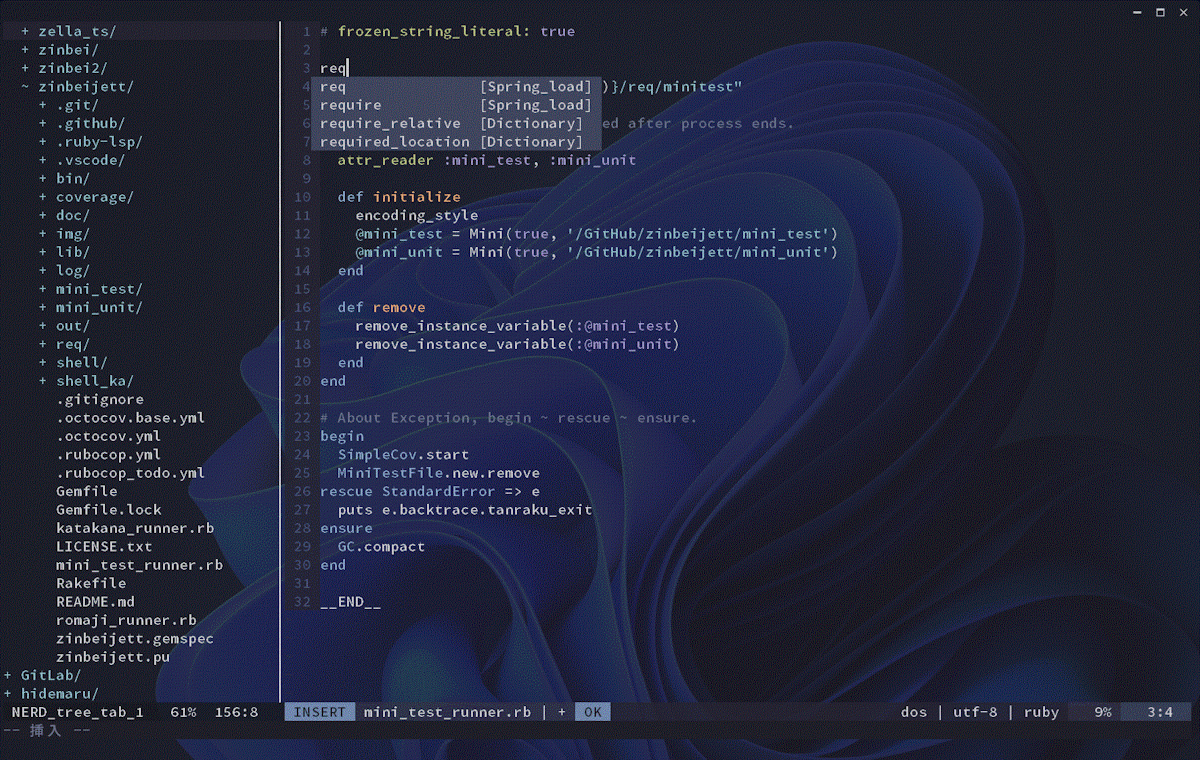 + zella_ts/
+ zinbei/
+ zinbei2/
~ zinbeijett/
+ .git/
+ .github/
+ .ruby-lsp/
+ .vscode/
+ bin/
+ coverage/
+ doc/
+ img/
+ lib/
+ log/
+ mini_test/
+ mini_unit/
+ out/
+ req/
+ shell/
+ shell_ka/
.gitignore
.octocov.base.yml
.octocov.yml
.rubocop.yml
.rubocop_todo.yml
Gemfile
Gemfile.lock
katakana_runner.rb
LICENSE.txt
mini_test_runner.rb
Rakefile
README.md
romaji_runner.rb
zinbeijett.gemspec
zinbeijett.pu
+ GitLab/
+ hidemaru/
NERD_tree_tab_1 61% 156:8
1 # frozen_string_literal: true
2
3 req
4 req [Spring_load] )}/req/minitest"
5 require [Spring_load]
6 require_relative [Dictionary] ed after process ends.
7 required_location [Dictionary]
8 attr_reader :mini_test, :mini_unit
9
10 def initialize
11 encoding_style
12 @mini_test = Mini(true, '/GitHub/zinbeijett/mini_test')
13 @mini_unit = Mini(true, '/GitHub/zinbeijett/mini_unit')
14 end
15
16 def remove
17 remove_instance_variable(:@mini_test)
18 remove_instance_variable(:@mini_unit)
19 end
20 end
21
22 # About Exception, begin ~ rescue ~ ensure.
23 begin
24 SimpleCov.start
25 MiniTestFile.new.remove
26 rescue StandardError => e
27 puts e.backtrace.tanraku_exit
28 ensure
29 GC.compact
30 end
31
32 __END__
INSERT mini_test_runner.rb | + OK dos | utf-8 | ruby 9% 3:4
-- 挿入 --